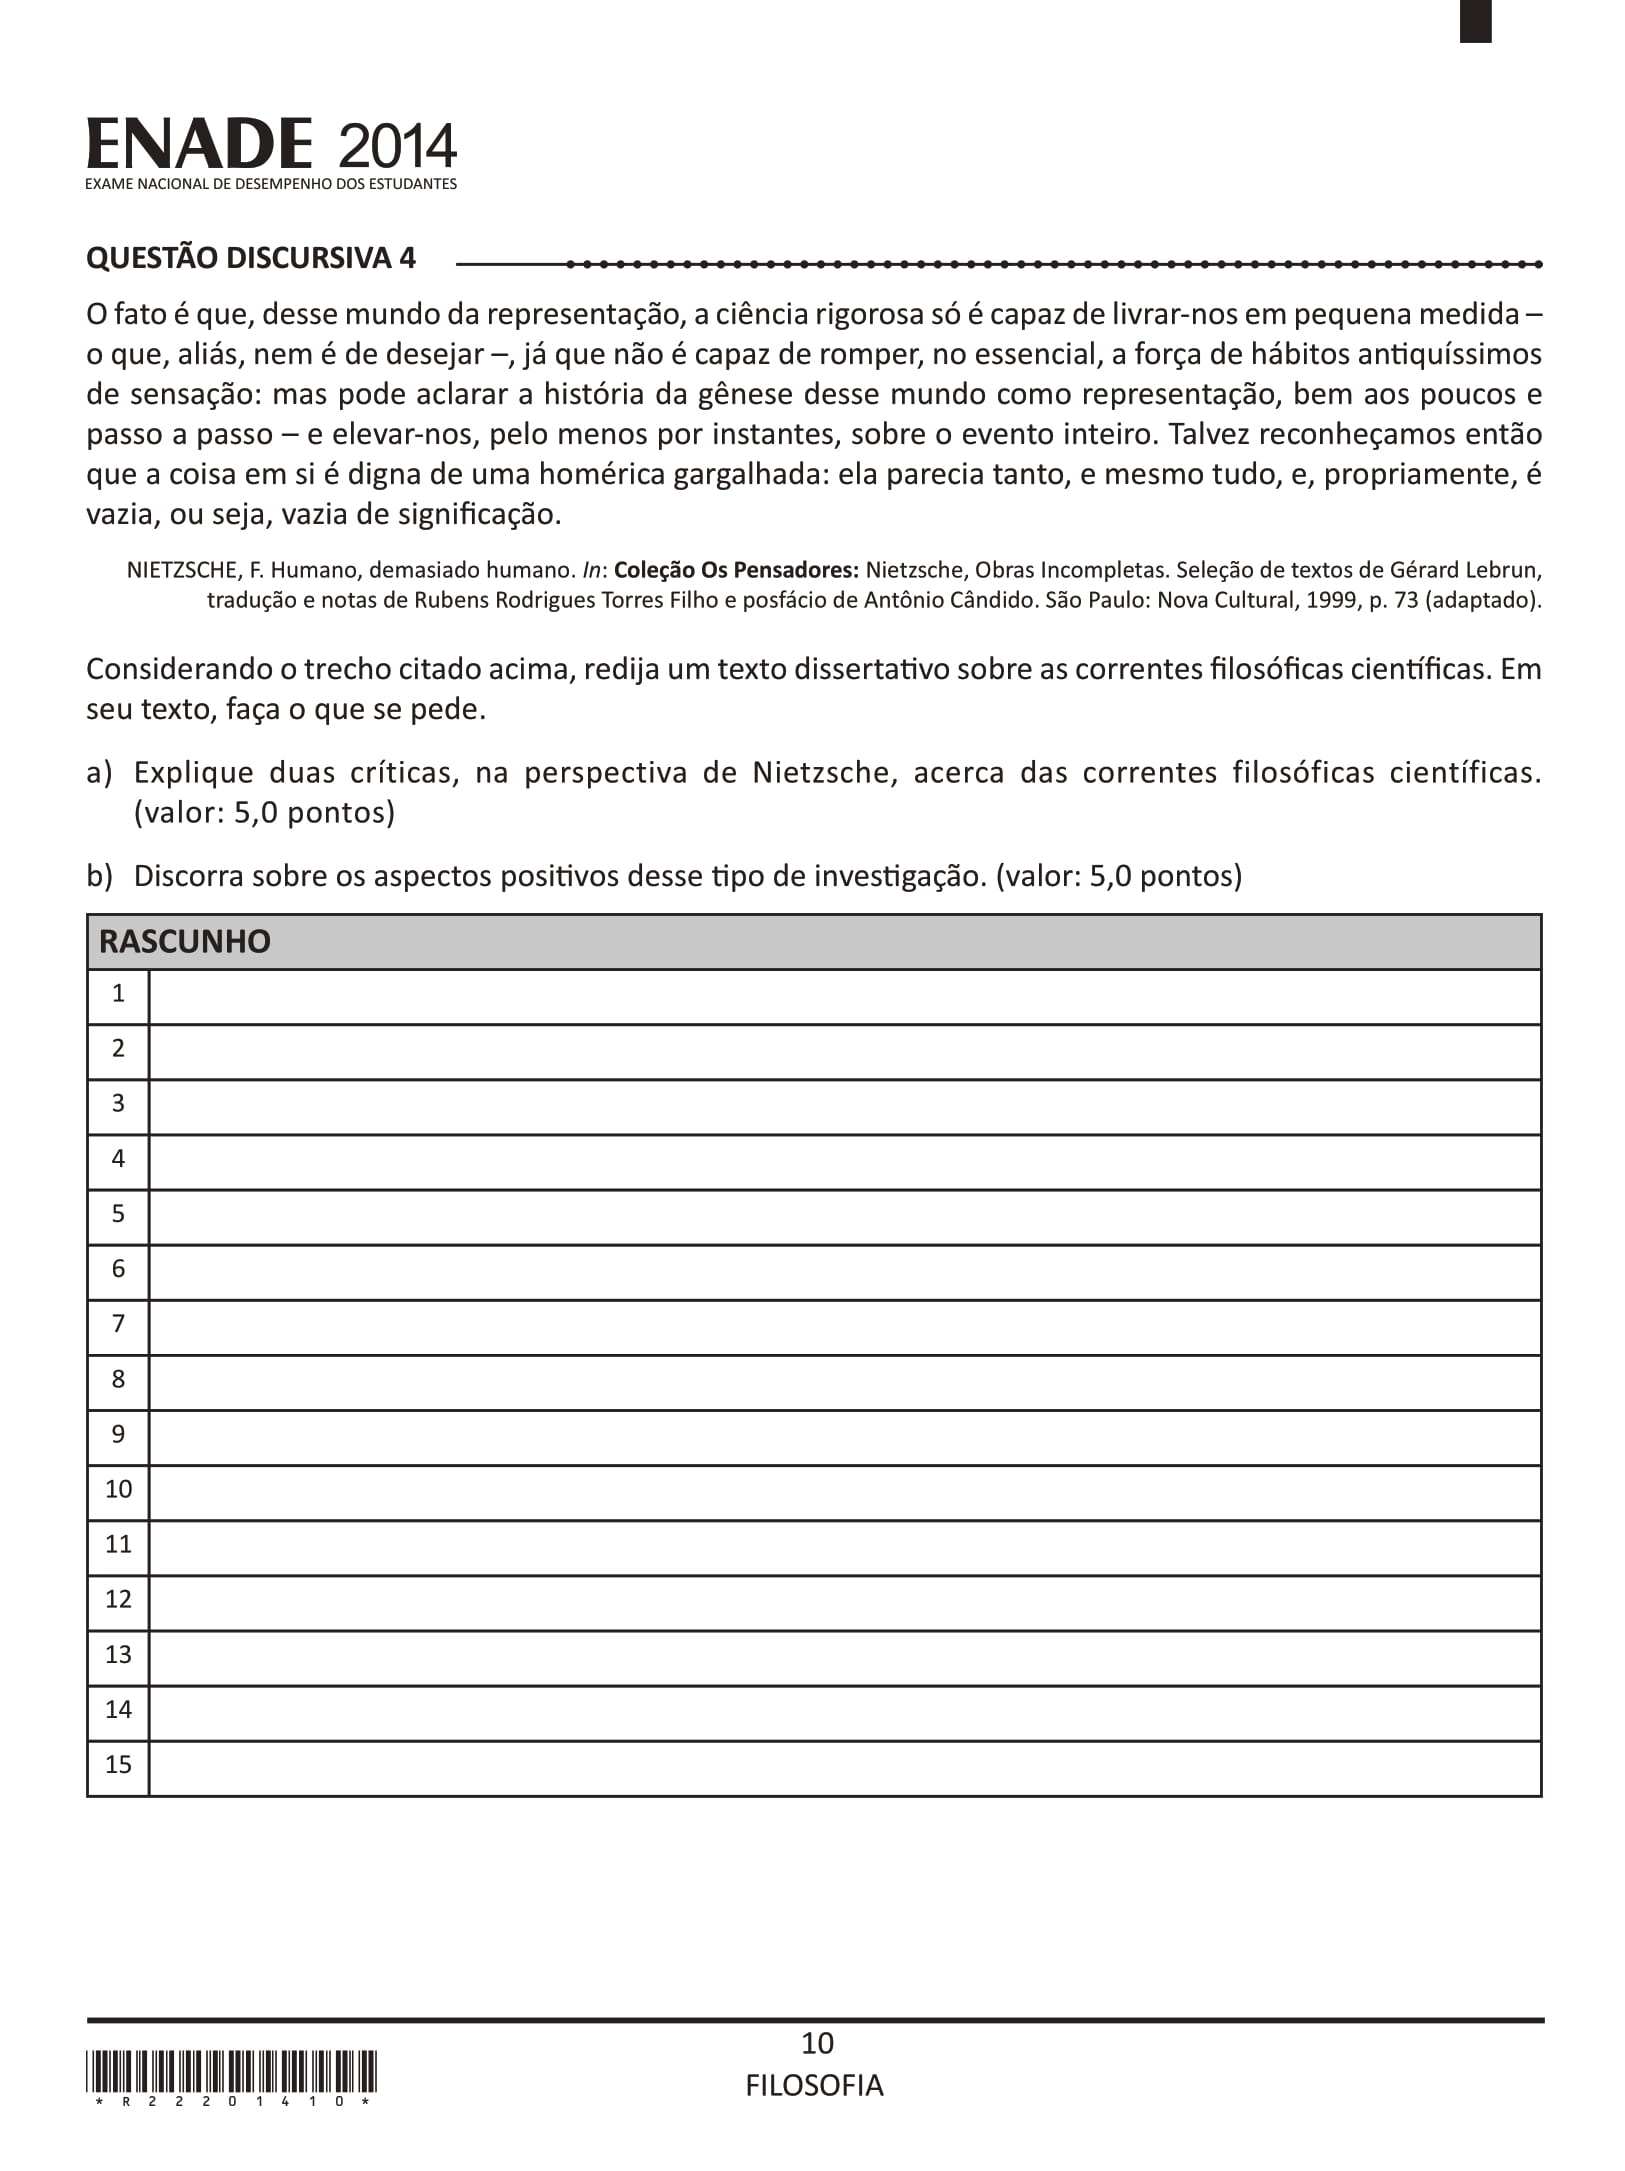 ENADE 2014
EXAME NACIONAL DE DESEMPENHO DOS ESTUDANTES
QUESTÃO DISCURSIVA 4
O fato é que, desse mundo da representação, a ciência rigorosa só é capaz de livrar-nos em pequena medida –
o que, aliás, nem é de desejar –, já que não é capaz de romper, no essencial, a força de hábitos antiquíssimos
de sensação: mas pode aclarar a história da gênese desse mundo como representação, bem aos poucos e
passo a passo – e elevar-nos, pelo menos por instantes, sobre o evento inteiro. Talvez reconheçamos então
que a coisa em si é digna de uma homérica gargalhada: ela parecia tanto, e mesmo tudo, e, propriamente, é
vazia, ou seja, vazia de significação.
NIETZSCHE, F. Humano, demasiado humano. In: Coleção Os Pensadores: Nietzsche, Obras Incompletas. Seleção de textos de Gérard Lebrun,
tradução e notas de Rubens Rodrigues Torres Filho e posfácio de Antônio Cândido. São Paulo: Nova Cultural, 1999, p. 73 (adaptado).
Considerando o trecho citado acima, redija um texto dissertativo sobre as correntes filosóficas científicas. Em
seu texto, faça o que se pede.
a) Explique duas críticas, na perspectiva de Nietzsche, acerca das correntes filosóficas científicas.
(valor: 5,0 pontos)
b) Discorra sobre os aspectos positivos desse tipo de investigação. (valor: 5,0 pontos)
RASCUNHO
1
2
3
4
5
6
7
8
9
10
11
12
13
14
15
10
FILOSOFIA
* R 2 2 2 0 1 4 1 0 *